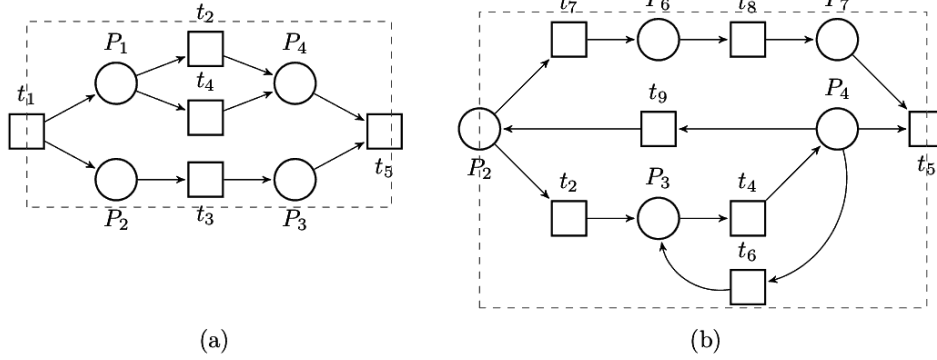 t₂
P₁
P₄
t₄
t₁
t₅
P₂
t₃
P₃
(a)
t₇
P₆
t₈
P₇
t₉
P₄
P₂
t₅
t₂
P₃
t₄
t₆
(b)